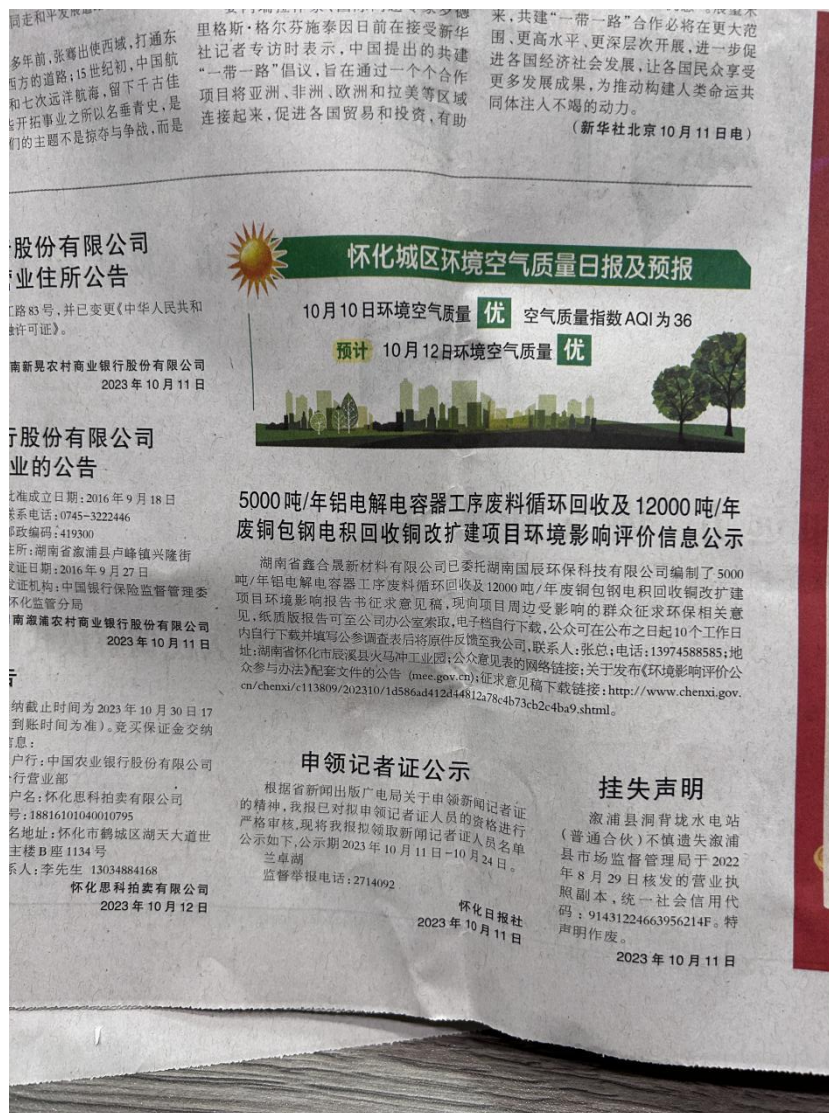 多年前，张骞出使西域，打通东
西方的道路；15世纪初，中国航
和七次远洋航海，留下千古佳
开拓事业之所以名垂青史，是
们的主题不是掠夺与争战，而是
里格斯·格尔芬施泰因日前在接受新华
社记者专访时表示，中国提出的共建
“一带一路”倡议，旨在通过一个个合作
项目将亚洲、非洲、欧洲和拉美等区域
连接起来，促进各国贸易和投资，有助
来，共建“一带一路”合作必将在更大范
围、更高水平、更深层次开展，进一步促
进各国经济社会发展，让各国民众享受
更多发展成果，为推动构建人类命运共
同体注入不竭的动力。
（新华社北京10月11日电）
股份有限公司
营业住所公告
江路83号，并已变更《中华人民共和
融许可证》。
南新晃农村商业银行股份有限公司
2023年10月11日
行股份有限公司
业的公告
批准成立日期：2016年9月18日
联系电话：0745-3222446
邮政编码：419300
住所：湖南省溆浦县卢峰镇兴隆街
发证日期：2016年9月27日
发证机构：中国银行保险监督管理委
怀化监管分局
南溆浦农村商业银行股份有限公司
2023年10月11日
告
纳截止时间为2023年10月30日17
到账时间为准）。竞买保证金交纳
信息：
户行：中国农业银行股份有限公司
行营业部
户名：怀化思科拍卖有限公司
号：18816101040010795
名地址：怀化市鹤城区湖天大道世
主楼B座1134号
系人：李先生 13034884168
怀化思科拍卖有限公司
2023年10月12日
怀化城区环境空气质量日报及预报
10月10日环境空气质量 优 空气质量指数AQI为36
预计 10月12日环境空气质量 优
5000吨/年铝电解电容器工序废料循环回收及12000吨/年
废铜包钢电积回收铜改扩建项目环境影响评价信息公示
湖南省鑫合晟新材料有限公司已委托湖南国辰环保科技有限公司编制了5000
吨/年铝电解电容器工序废料循环回收及12000吨/年废铜包钢电积回收铜改扩建
项目环境影响报告书征求意见稿，现向项目周边受影响的群众征求环保相关意
见，纸质版报告可至公司办公室索取，电子档自行下载，公众可在公布之日起10个工作日
内自行下载并填写公参调查表后将原件反馈至我公司，联系人：张总；电话：13974588585；地
址：湖南省怀化市辰溪县火马冲工业园；公众意见表的网络链接：关于发布《环境影响评价公
众参与办法》配套文件的公告 (mee.gov.cn)；征求意见稿下载链接：http://www.chenxi.gov.
cn/chenxi/c113809/202310/1d586ad412d44812a78c4b73cb2c4ba9.shtml。
申领记者证公示
根据省新闻出版广电局关于申领新闻记者证
的精神，我报已对拟申领记者证人员的资格进行
严格审核，现将我报拟领取新闻记者证人员名单
公示如下，公示期2023年10月11日-10月24日。
兰卓湖
监督举报电话：2714092
怀化日报社
2023年10月11日
挂失声明
溆浦县洞背垅水电站
（普通合伙）不慎遗失溆浦
县市场监督管理局于2022
年8月29日核发的营业执
照副本，统一社会信用代
码：91431224663956214F。特
声明作废。
2023年10月11日